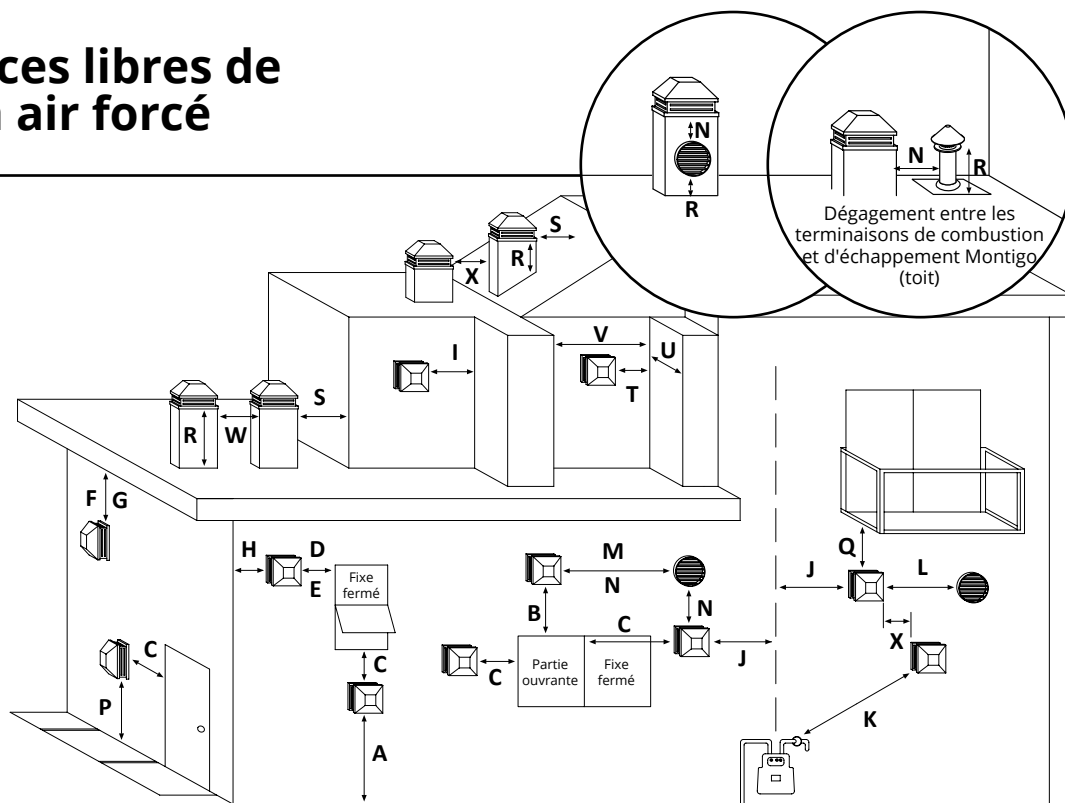 ces libres de
air forcé
N
R
N
R
Dégagement entre les
terminaisons de combustion
et d'échappement Montigo
(toit)
S
R
X
V
U
I
T
S
R
W
F G
H
D
E
Fixe
fermé
M
N
Q
J
L
B
N
C
C
Partie
ouvrante
Fixe
fermé
C
J
X
C
P
A
K